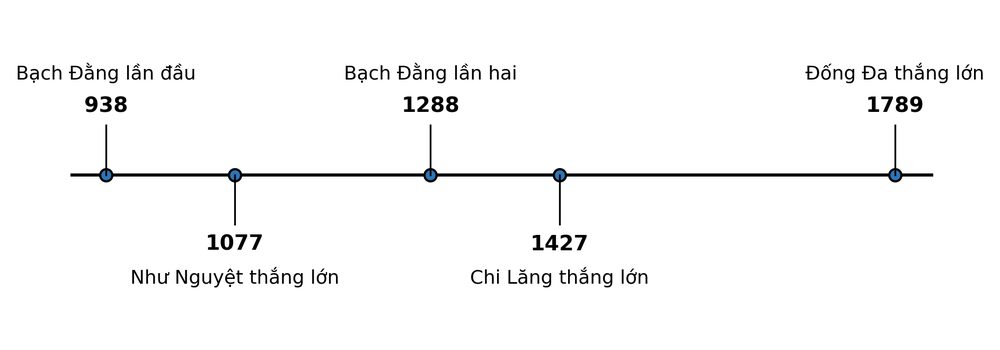 Bạch Đằng lần đầu
938
Như Nguyệt thắng lớn
1077
Bạch Đằng lần hai
1288
Chi Lăng thắng lớn
1427
Đống Đa thắng lớn
1789